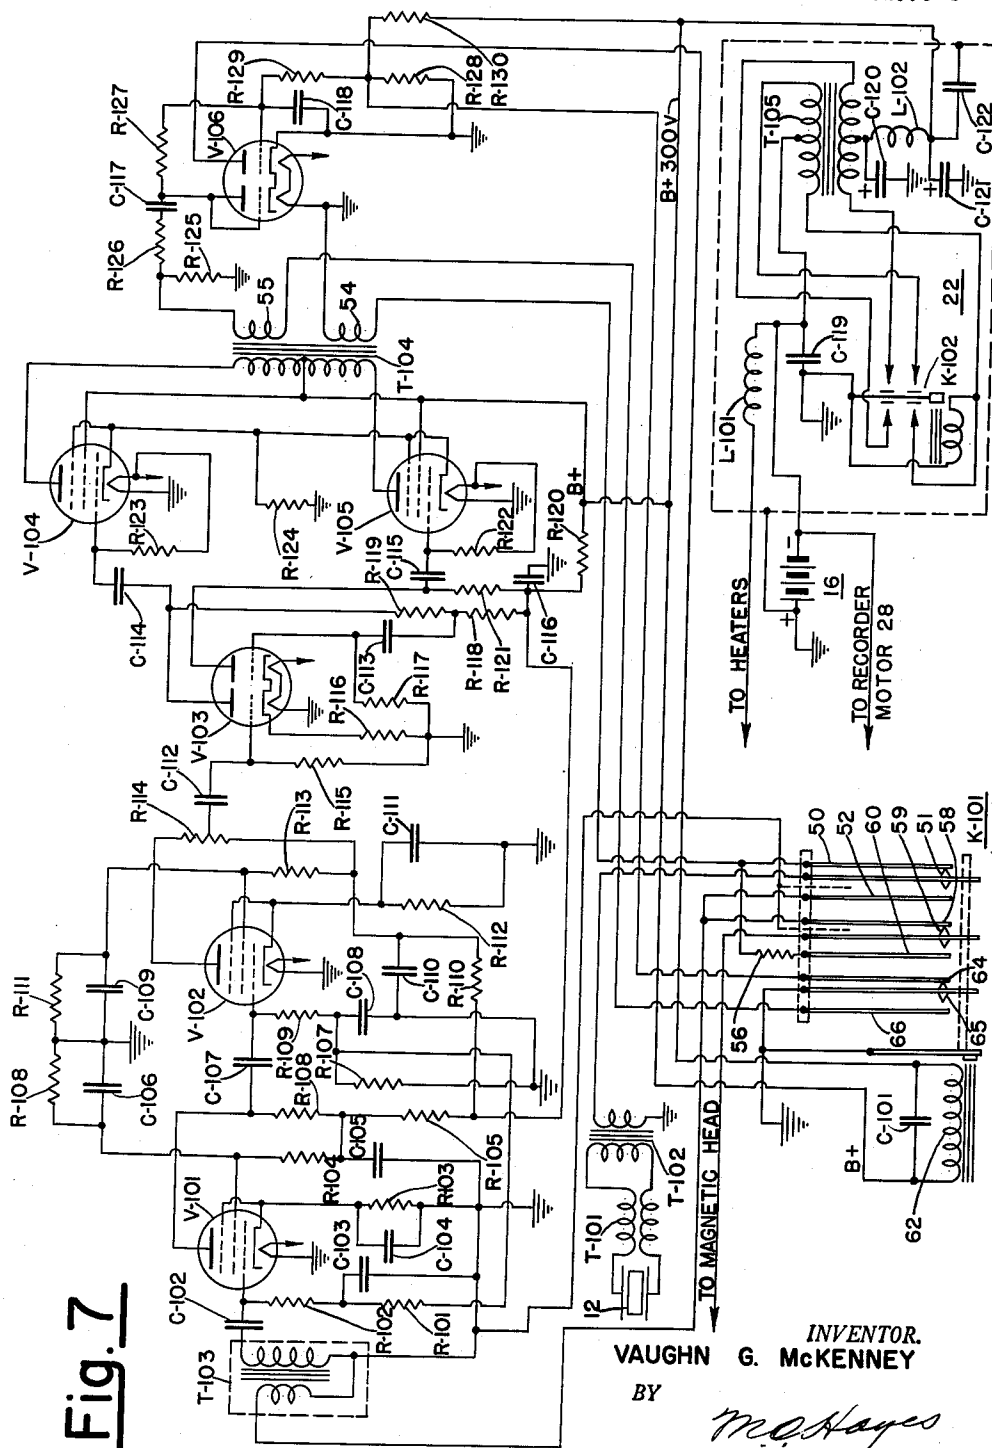 Fig. 7
T-103
C-102
V-101
R-102
R-101
C-103
C-104
R-103
R-104
C-105
R-105
R-108
C-106
R-111
C-109
C-107
V-102
R-108
R-109
R-107
C-108
C-110
R-110
R-112
C-111
R-113
R-114
C-112
R-115
V-103
R-116
R-117
C-113
R-118
R-121
C-114
R-119
C-116
R-120
B+
C-115
V-104
R-123
R-124
V-105
R-122
T-104
54
55
R-125
R-126
C-117
R-127
V-106
R-129
C-118
R-128
R-130
B+ 300 V.
12
T-101
T-102
TO MAGNETIC HEAD
B+
62
C-101
56
66
65
64
K-101
58
51
59
60
52
50
TO HEATERS
TO RECORDER
MOTOR 28
16
+
-
L-101
C-119
K-102
22
T-105
C-120
L-102
+
+
C-121
C-122
INVENTOR.
VAUGHN G. McKENNEY
BY